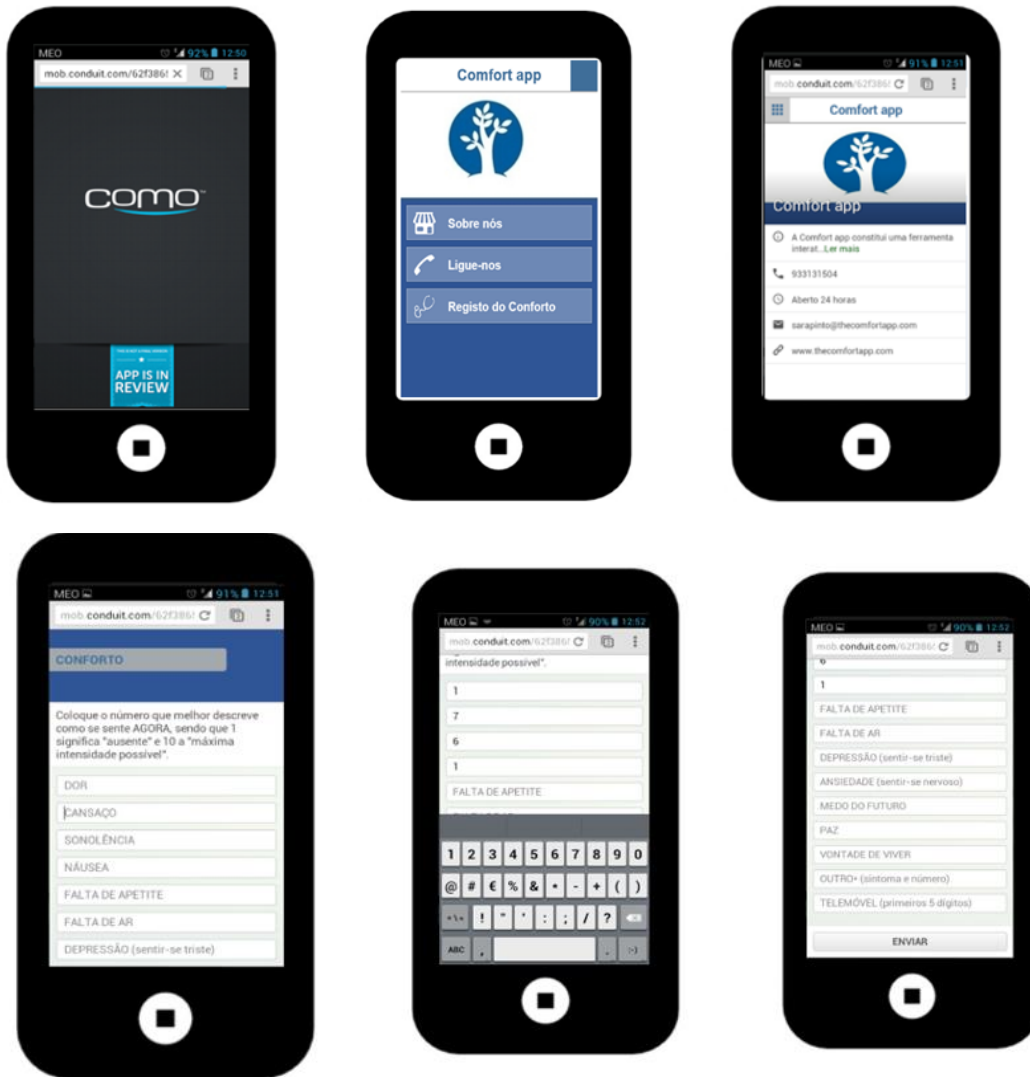 MEO 92% 12:50
mob.conduit.com/62f386!
como™
THIS IS NOT A FINAL VERSION
APP IS IN
REVIEW
Comfort app
Sobre nós
Ligue-nos
Registo do Conforto
MEO 91% 12:51
mob.conduit.com/62f386!
Comfort app
Comfort app
A Comfort app constitui uma ferramenta
interat...Ler mais
933131504
Aberto 24 horas
sarapinto@thecomfortapp.com
www.thecomfortapp.com
MEO 91% 12:51
mob.conduit.com/62f386!
CONFORTO
Coloque o número que melhor descreve
como se sente AGORA, sendo que 1
significa "ausente" e 10 a "máxima
intensidade possível".
DOR
CANSAÇO
SONOLÊNCIA
NÁUSEA
FALTA DE APETITE
FALTA DE AR
DEPRESSÃO (sentir-se triste)
MEO 90% 12:52
mob.conduit.com/62f386!
intensidade possível".
1
7
6
1
FALTA DE APETITE
1 2 3 4 5 6 7 8 9 0
@ # € % & * - + ( )
! " ' : ; / ?
ABC , . :-)
MEO 90% 12:52
mob.conduit.com/62f386!
6
1
FALTA DE APETITE
FALTA DE AR
DEPRESSÃO (sentir-se triste)
ANSIEDADE (sentir-se nervoso)
MEDO DO FUTURO
PAZ
VONTADE DE VIVER
OUTRO* (sintoma e número)
TELEMÓVEL (primeiros 5 dígitos)
ENVIAR